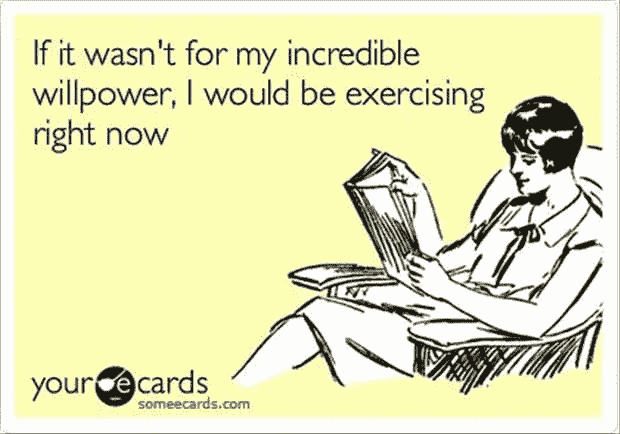 If it wasn't for my incredible
willpower, I would be exercising
right now
your e cards
someecards.com